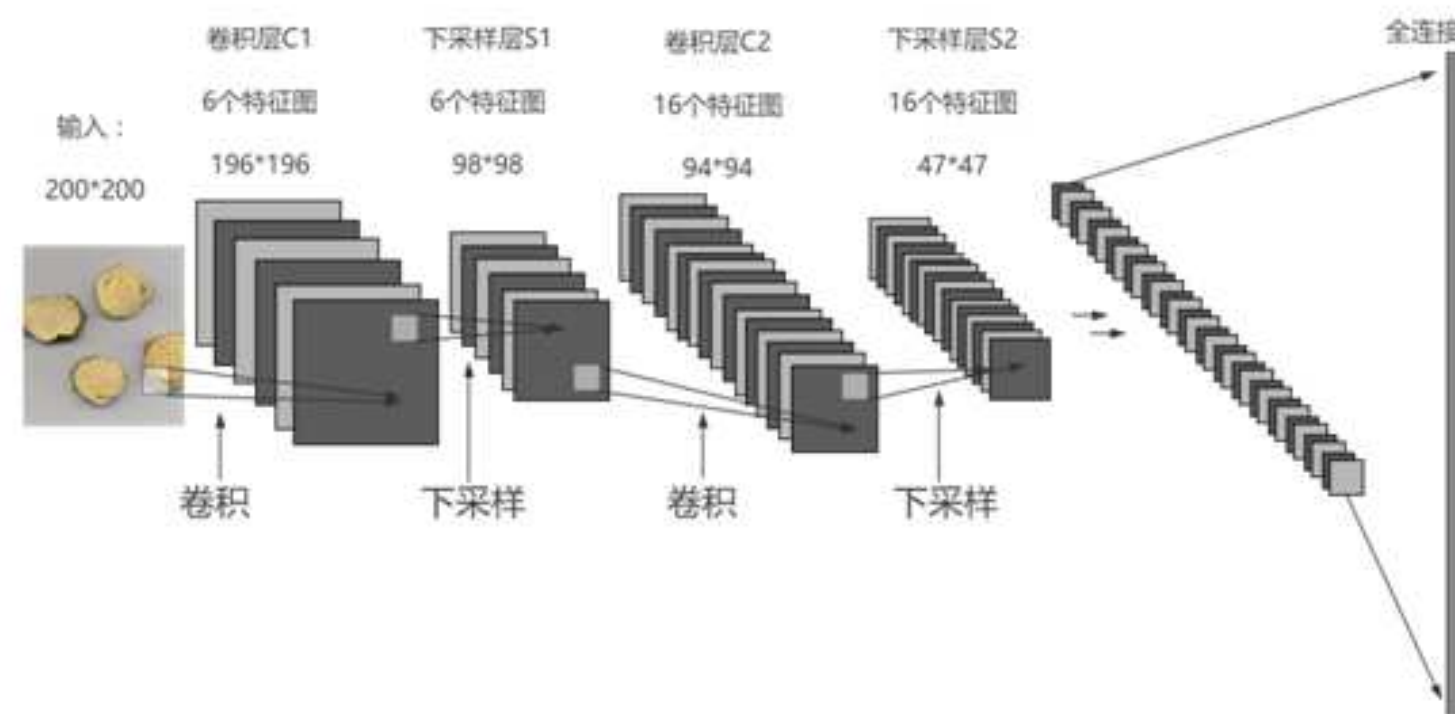 输入：
200*200
卷积层C1
6个特征图
196*196
下采样层S1
6个特征图
98*98
卷积层C2
16个特征图
94*94
下采样层S2
16个特征图
47*47
全连接
卷积
下采样
卷积
下采样